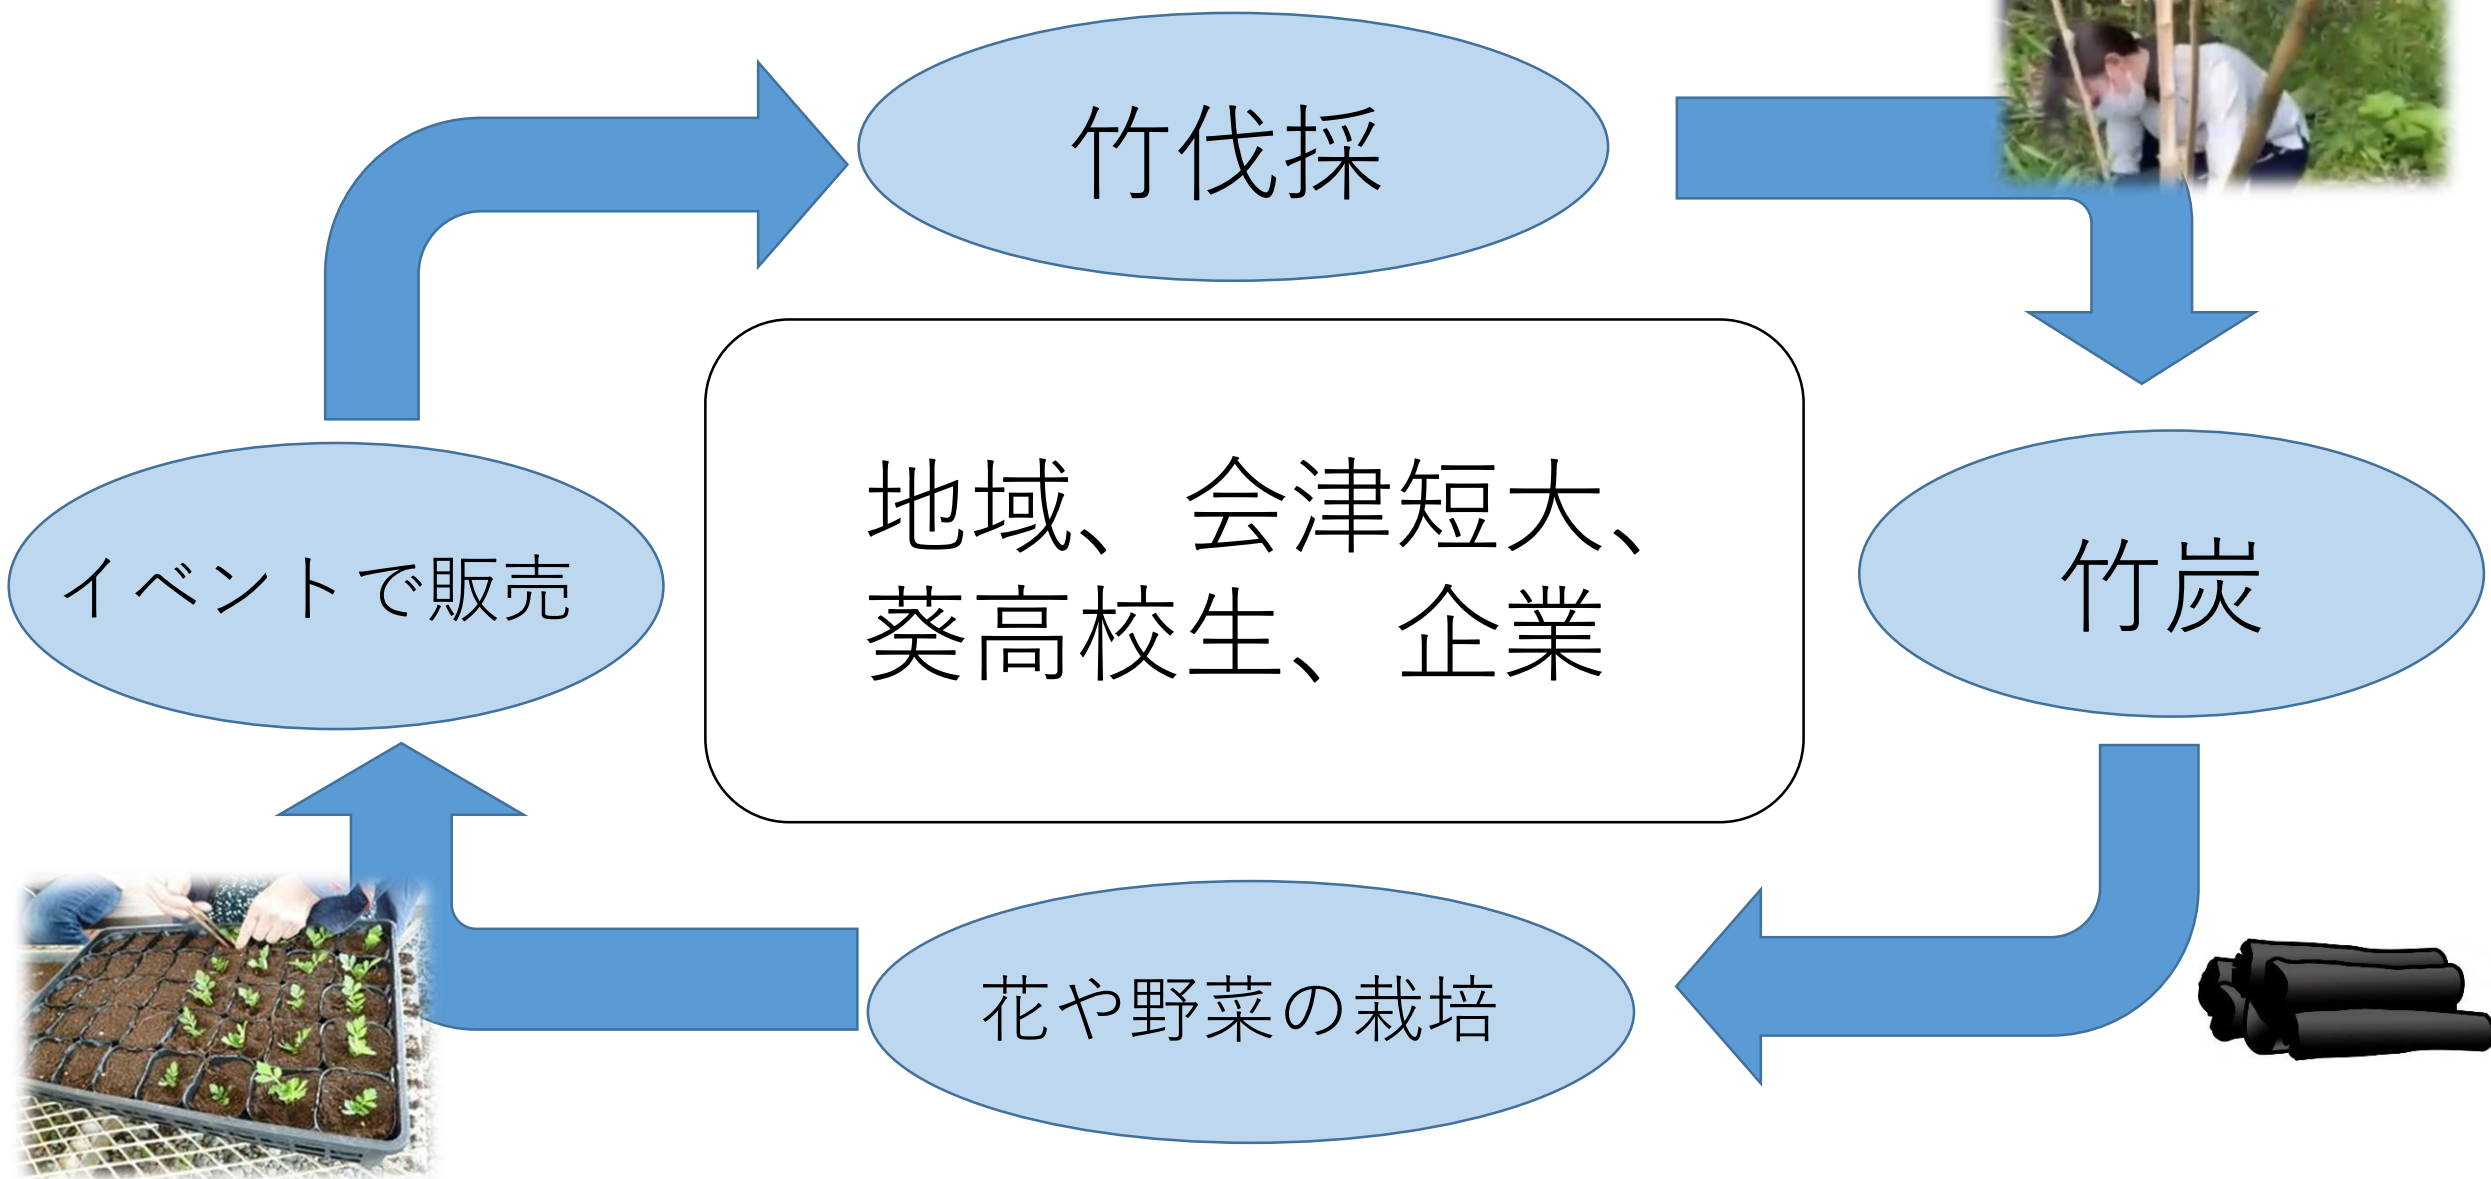 竹伐採
地域、会津短大、
葵高校生、企業
イベントで販売
竹炭
花や野菜の栽培